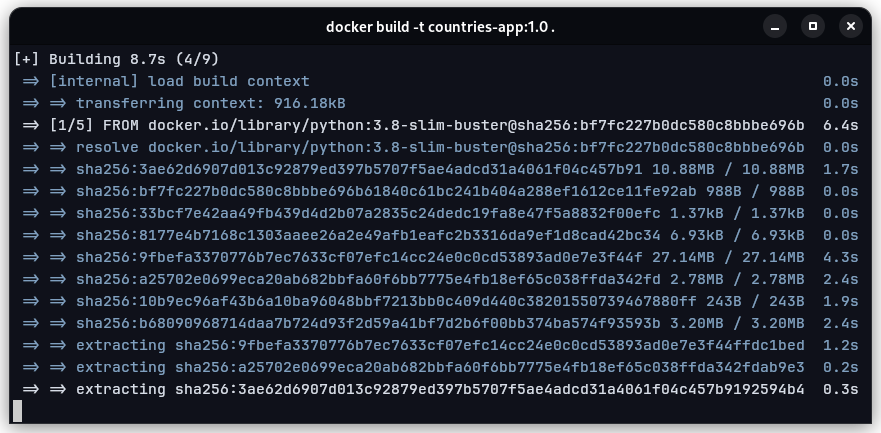 docker build -t countries-app:1.0 .
[+] Building 8.7s (4/9)
=> [internal] load build context 0.0s
=> => transferring context: 916.18kB 0.0s
=> [1/5] FROM docker.io/library/python:3.8-slim-buster@sha256:bf7fc227b0dc580c8bbbe696b 6.4s
=> => resolve docker.io/library/python:3.8-slim-buster@sha256:bf7fc227b0dc580c8bbbe696b 0.0s
=> => sha256:3ae62d6907d013c92879ed397b5707f5ae4adcd31a4061f04c457b91 10.88MB / 10.88MB 1.7s
=> => sha256:bf7fc227b0dc580c8bbbe696b61840c61bc241b404a288ef1612ce11fe92ab 988B / 988B 0.0s
=> => sha256:33bcf7e42aa49fb439d4d2b07a2835c24dedc19fa8e47f5a8832f00efc 1.37kB / 1.37kB 0.0s
=> => sha256:8177e4b7168c1303aaee26a2e49afb1eafc2b3316da9ef1d8cad42bc34 6.93kB / 6.93kB 0.0s
=> => sha256:9fbefa3370776b7ec7633cf07efc14cc24e0c0cd53893ad0e7e3f44f 27.14MB / 27.14MB 4.3s
=> => sha256:a25702e0699eca20ab682bbfa60f6bb7775e4fb18ef65c038ffda342fd 2.78MB / 2.78MB 2.4s
=> => sha256:10b9ec96af43b6a10ba96048bbf7213bb0c409d440c38201550739467880ff 243B / 243B 1.9s
=> => sha256:b68090968714daa7b724d93f2d59a41bf7d2b6f00bb374ba574f93593b 3.20MB / 3.20MB 2.4s
=> => extracting sha256:9fbefa3370776b7ec7633cf07efc14cc24e0c0cd53893ad0e7e3f44ffdc1bed 1.2s
=> => extracting sha256:a25702e0699eca20ab682bbfa60f6bb7775e4fb18ef65c038ffda342fdab9e3 0.2s
=> => extracting sha256:3ae62d6907d013c92879ed397b5707f5ae4adcd31a4061f04c457b9192594b4 0.3s